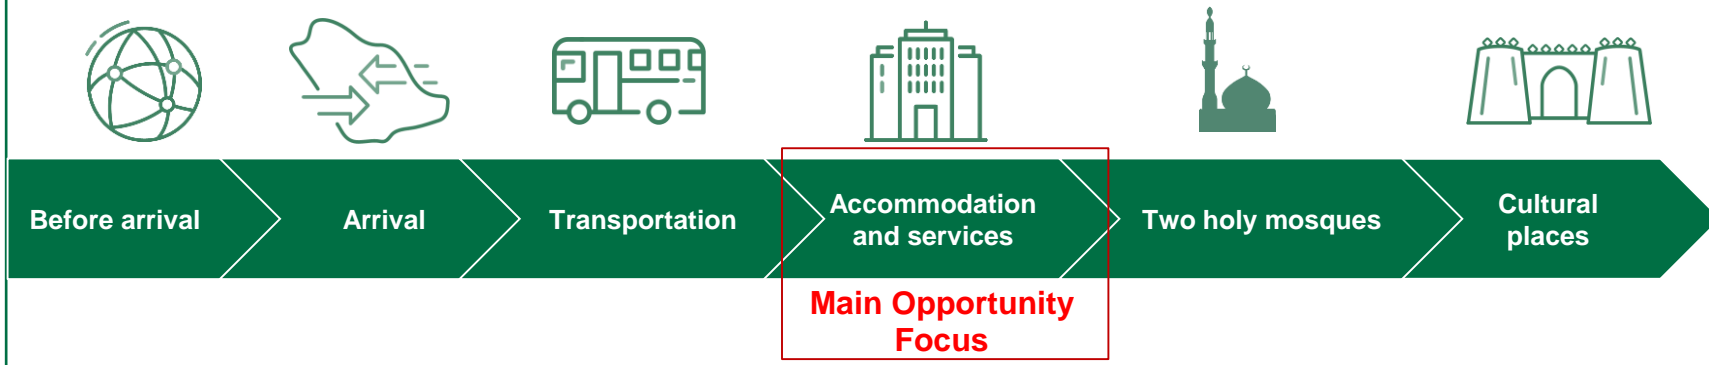 Before arrival
Arrival
Transportation
Accommodation
and services
Two holy mosques
Cultural
places
Main Opportunity
Focus